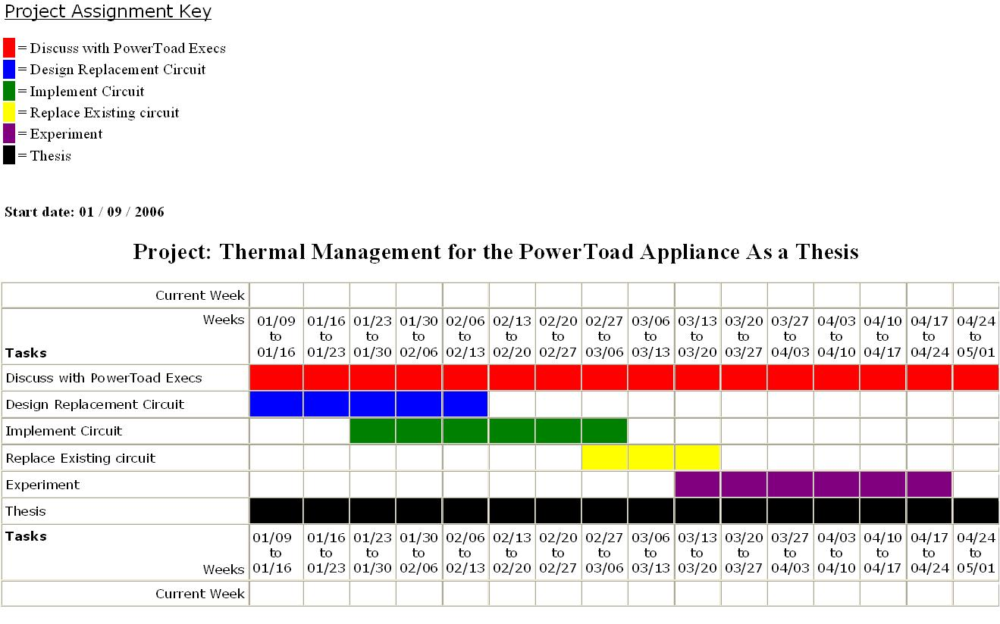 Project Assignment Key
= Discuss with PowerToad Execs
= Design Replacement Circuit
= Implement Circuit
= Replace Existing circuit
= Experiment
= Thesis
Start date: 01 / 09 / 2006
Project: Thermal Management for the PowerToad Appliance As a Thesis
Current Week
Weeks
Tasks
01/09 to 01/16
01/16 to 01/23
01/23 to 01/30
01/30 to 02/06
02/06 to 02/13
02/13 to 02/20
02/20 to 02/27
02/27 to 03/06
03/06 to 03/13
03/13 to 03/20
03/20 to 03/27
03/27 to 04/03
04/03 to 04/10
04/10 to 04/17
04/17 to 04/24
04/24 to 05/01
Discuss with PowerToad Execs
Design Replacement Circuit
Implement Circuit
Replace Existing circuit
Experiment
Thesis
Tasks
Weeks
01/09 to 01/16
01/16 to 01/23
01/23 to 01/30
01/30 to 02/06
02/06 to 02/13
02/13 to 02/20
02/20 to 02/27
02/27 to 03/06
03/06 to 03/13
03/13 to 03/20
03/20 to 03/27
03/27 to 04/03
04/03 to 04/10
04/10 to 04/17
04/17 to 04/24
04/24 to 05/01
Current Week